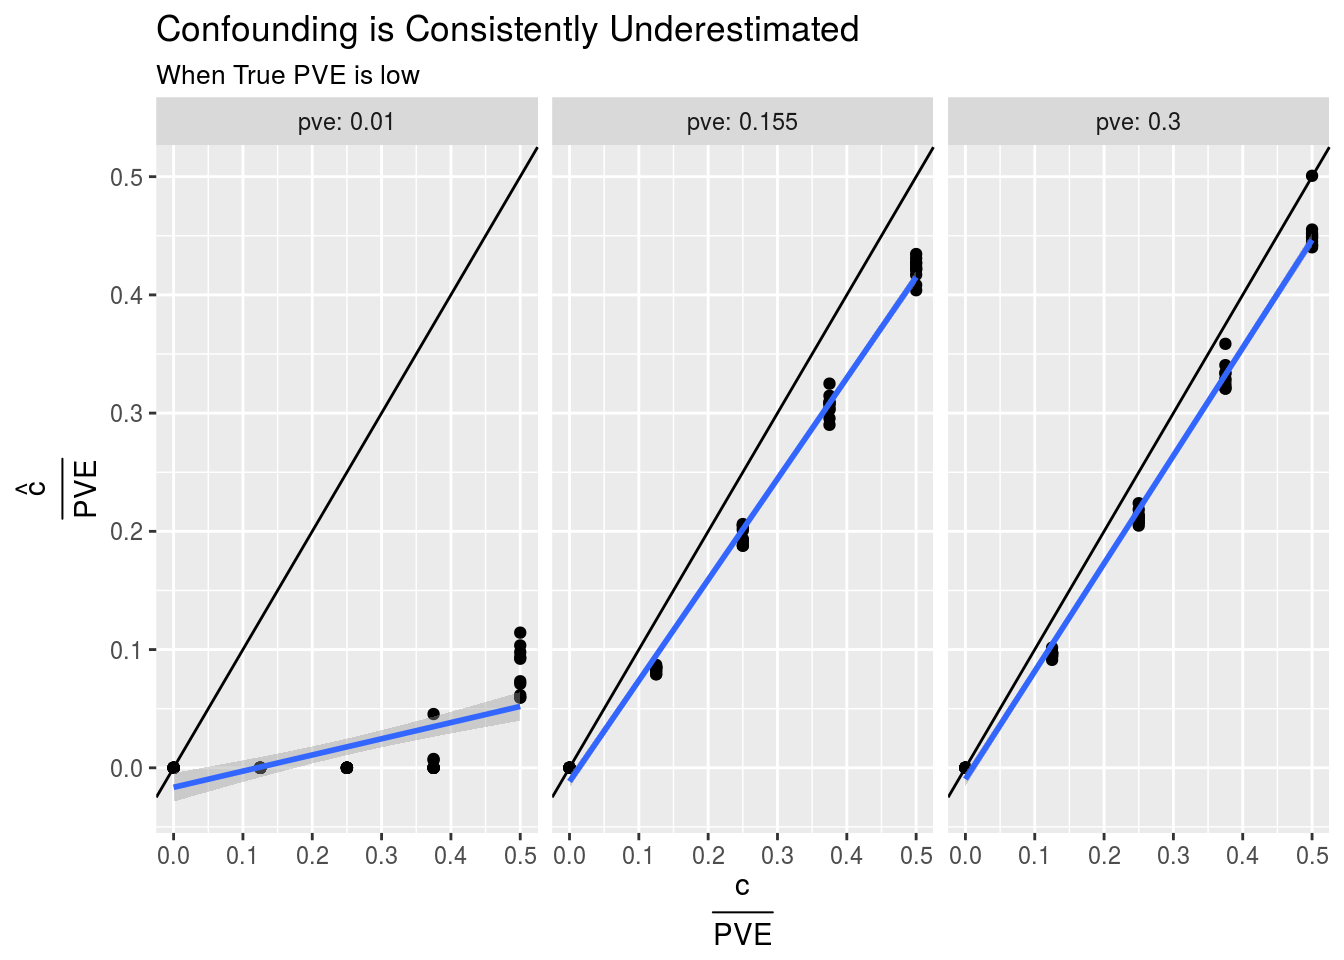 Confounding is Consistently Underestimated
When True PVE is low
pve: 0.01 pve: 0.155 pve: 0.3
0.5
0.4
0.3
0.2
0.1
0.0
ĉ
PVE
0.0 0.1 0.2 0.3 0.4 0.5 0.0 0.1 0.2 0.3 0.4 0.5 0.0 0.1 0.2 0.3 0.4 0.5
c
PVE